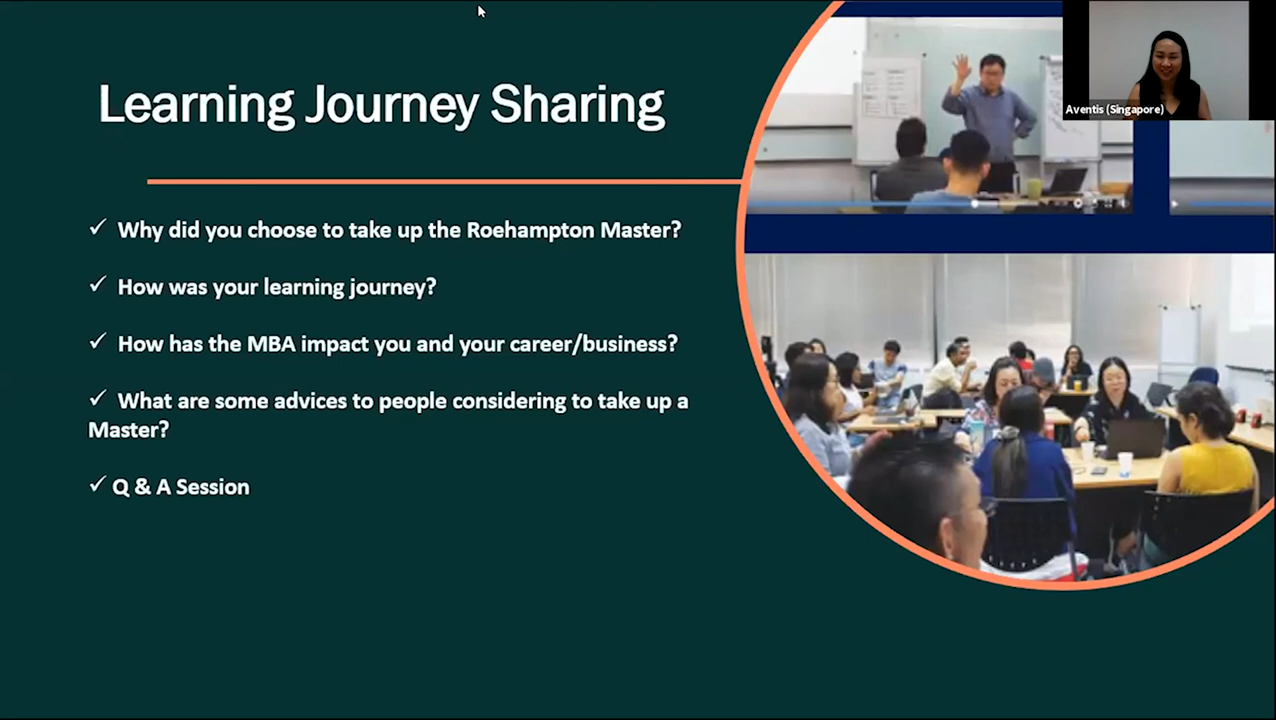 Learning Journey Sharing
Aventis (Singapore)
✓ Why did you choose to take up the Roehampton Master?
✓ How was your learning journey?
✓ How has the MBA impact you and your career/business?
✓ What are some advices to people considering to take up a
Master?
✓ Q & A Session